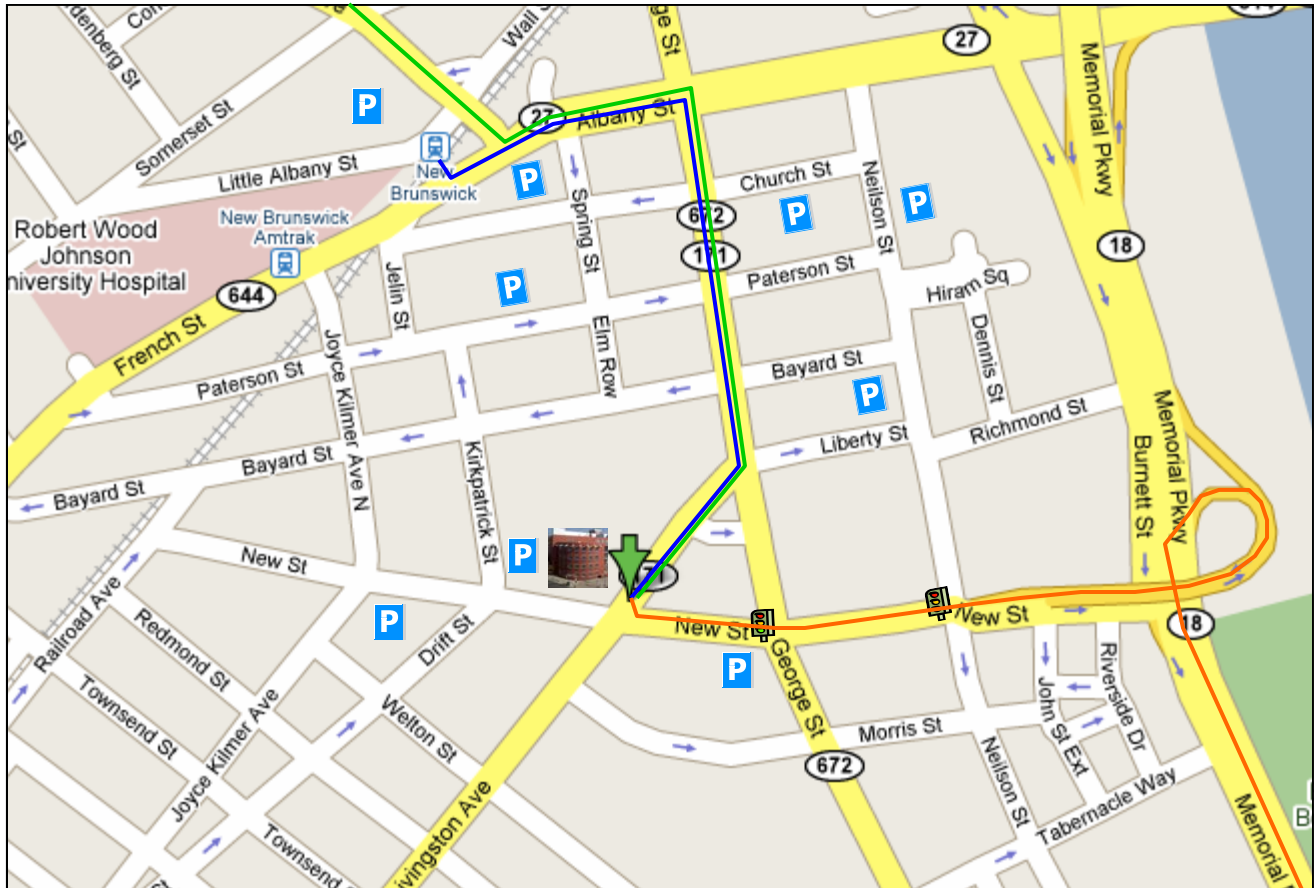 Wall S
ge St
27
Memorial Pkwy
Somerset St
27
Albany St
Little Albany St
New
Brunswick
Church St
Neilson St
Spring St
New Brunswick
Amtrak
Robert Wood
Johnson
niversity Hospital
672
18
Jelin St
Paterson St
644
Hiram Sq
French St
Joyce Kilmer Ave N
Elm Row
Dennis St
Bayard St
Paterson St
Memorial Pkwy
Richmond St
Liberty St
Burnett St
Bayard St
Kirkpatrick St
Bayard St
New St
P
P
P
P
P
P
P
P
P
P
New St
New St
18
Railroad Ave
Redmond St
Drift St
George St
Riverside Dr
John St Ext
Townsend St
Welton St
Morris St
Joyce Kilmer Ave
672
Neilson St
Tabernacle Way
Memorial
B
ivingston Ave
Townsend S